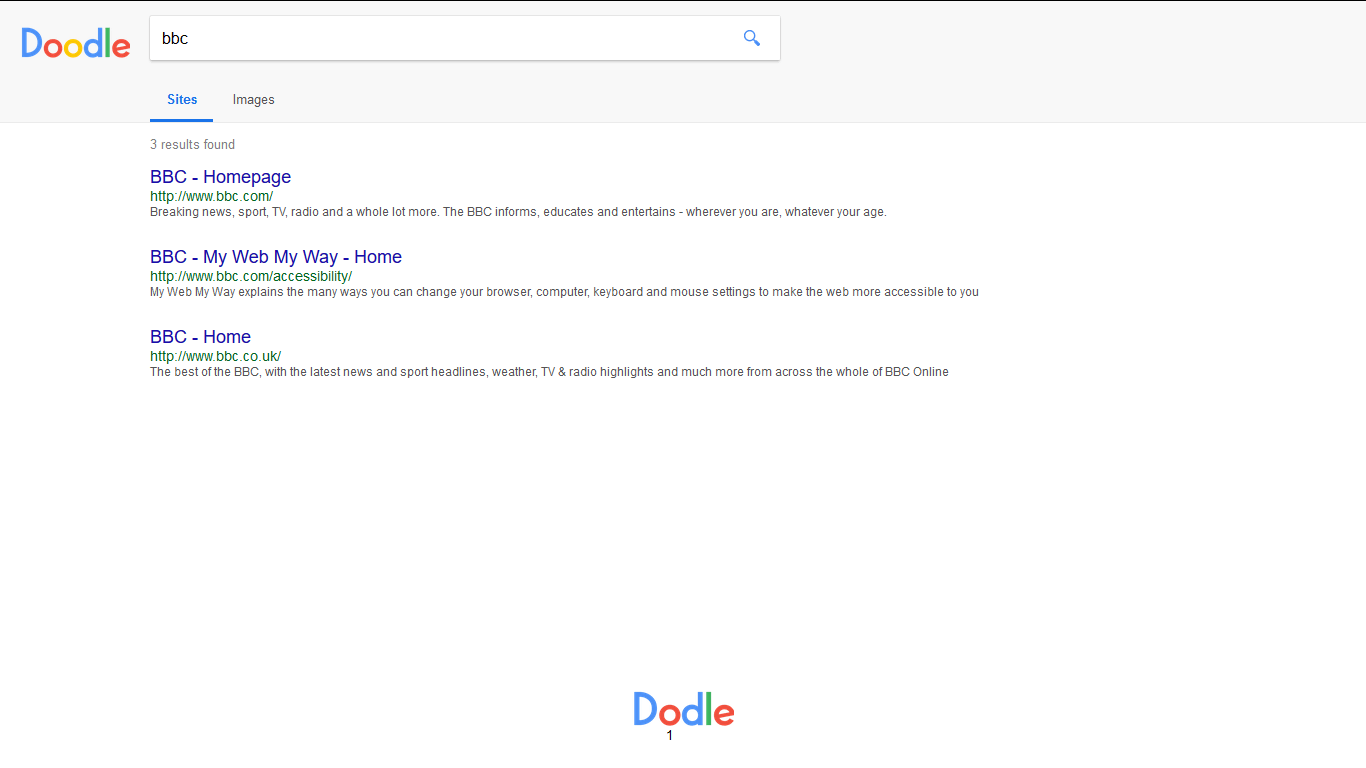 Doodle
bbc
Sites Images
3 results found
BBC - Homepage
http://www.bbc.com/
Breaking news, sport, TV, radio and a whole lot more. The BBC informs, educates and entertains - wherever you are, whatever your age.
BBC - My Web My Way - Home
http://www.bbc.com/accessibility/
My Web My Way explains the many ways you can change your browser, computer, keyboard and mouse settings to make the web more accessible to you
BBC - Home
http://www.bbc.co.uk/
The best of the BBC, with the latest news and sport headlines, weather, TV & radio highlights and much more from across the whole of BBC Online
Dodle
1